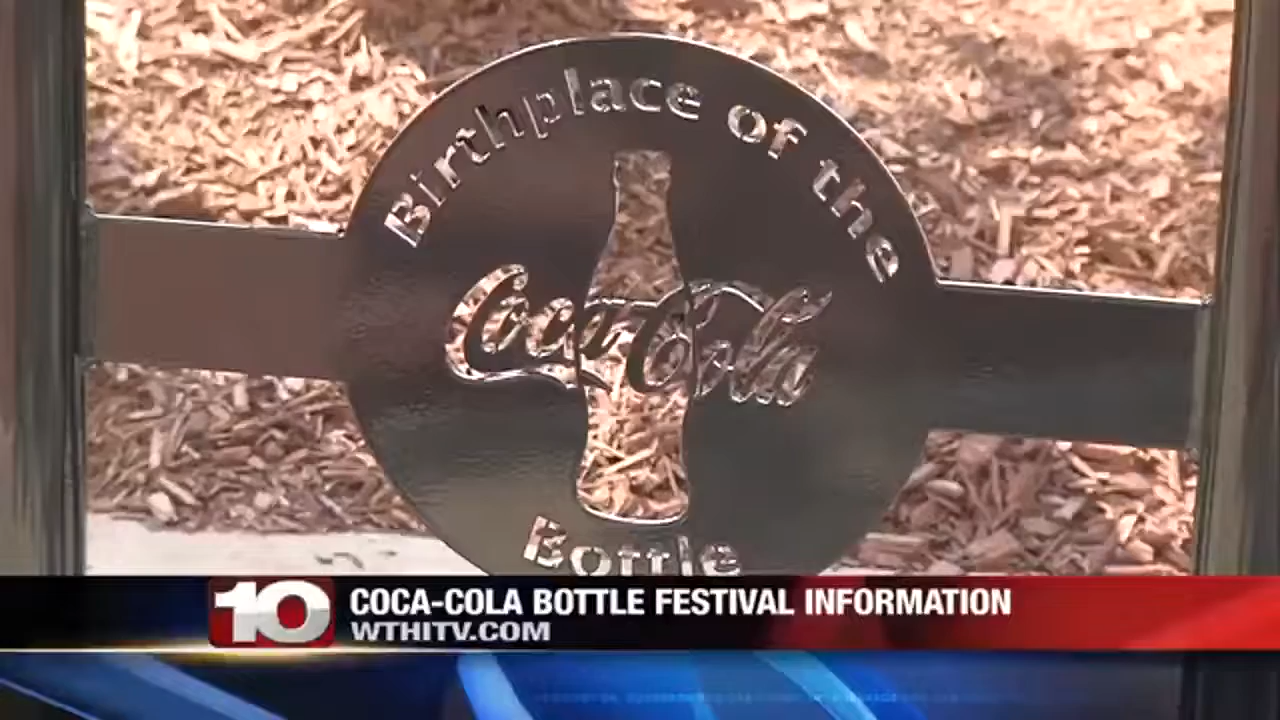 Birthplace of the
Coca-Cola
Bottle
10
COCA-COLA BOTTLE FESTIVAL INFORMATION
WTHITV.COM